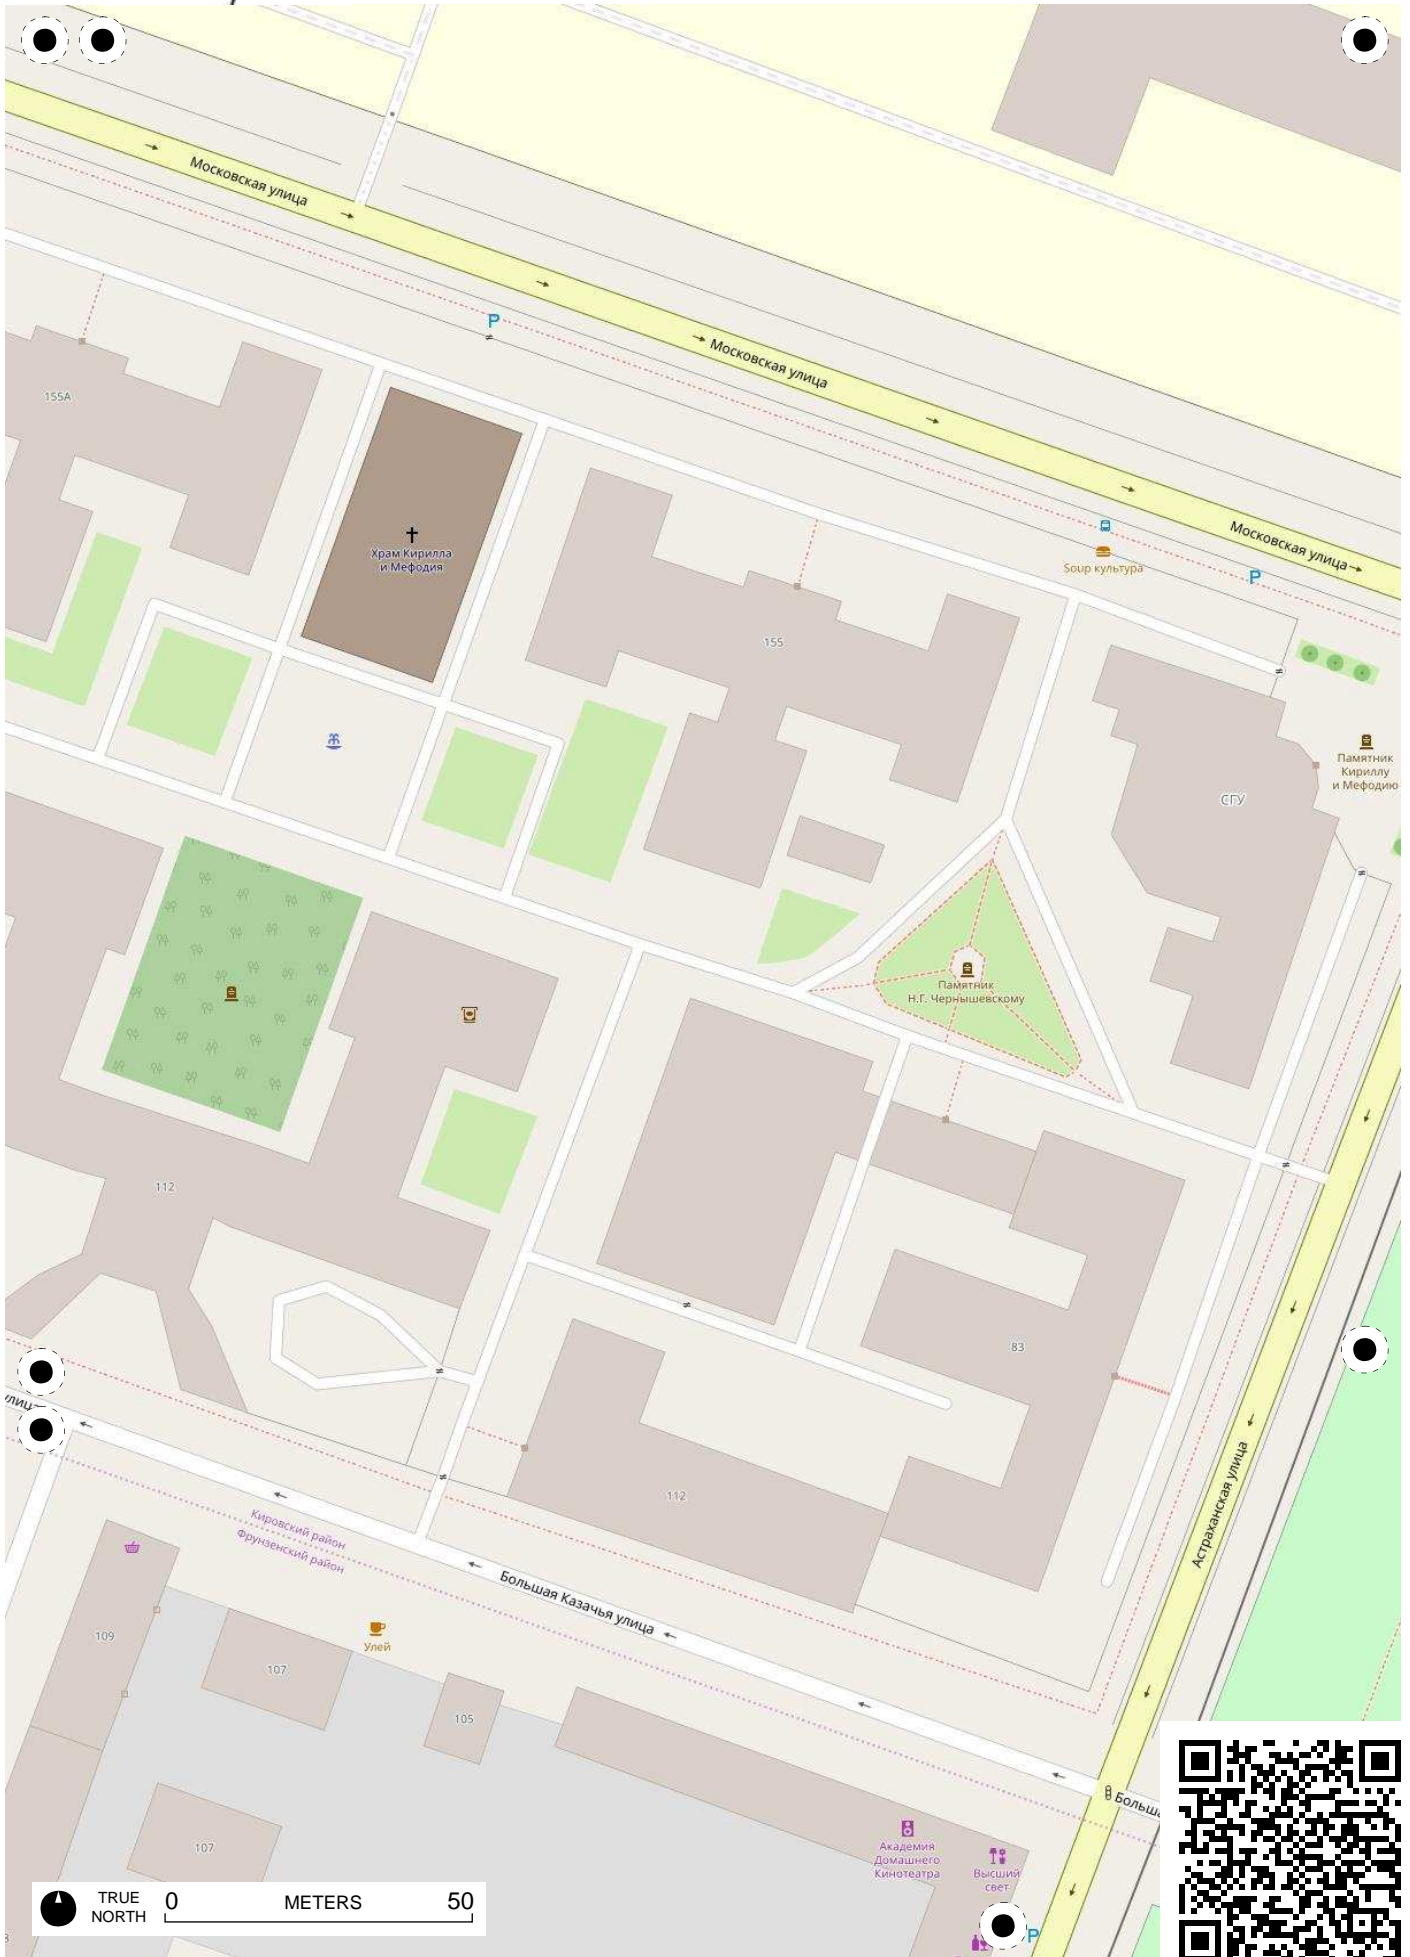 Московская улица
Московская улица
155А
Храм Кирилла
и Мефодия
Московская улица
Soup культура
155
Памятник
Кириллу
и Мефодию
СГУ
Памятник
Н.Г. Чернышевскому
112
83
улица
112
Астраханская улица
Кировский район
Фрунзенский район
Большая Казачья улица
109
Улей
107
105
Больша
Академия
Домашнего
Кинотеатра
Высший
свет
107
TRUE
NORTH
0 METERS 50